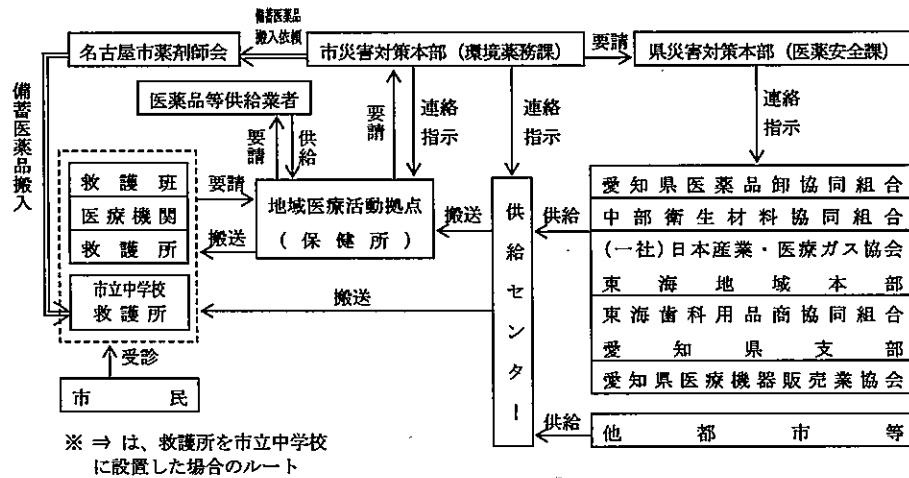 備蓄医薬品
搬入依頼
名古屋市薬剤師会
市災害対策本部（環境薬務課）
要請
県災害対策本部（医薬安全課）
備蓄医薬品搬入
医薬品等供給業者
要請
供給
要請
連絡
指示
連絡
指示
連絡
指示
救護班
医療機関
救護所
要請
搬送
地域医療活動拠点
（保健所）
搬送
供給センター
供給
愛知県医薬品卸協同組合
中部衛生材料協同組合
(一社)日本産業・医療ガス協会
東海地域本部
東海歯科用品商協同組合
愛知県支部
愛知県医療機器販売業協会
市立中学校
救護所
搬送
受診
市民
供給
他都市等
※ ⇒ は、救護所を市立中学校
に設置した場合のルート